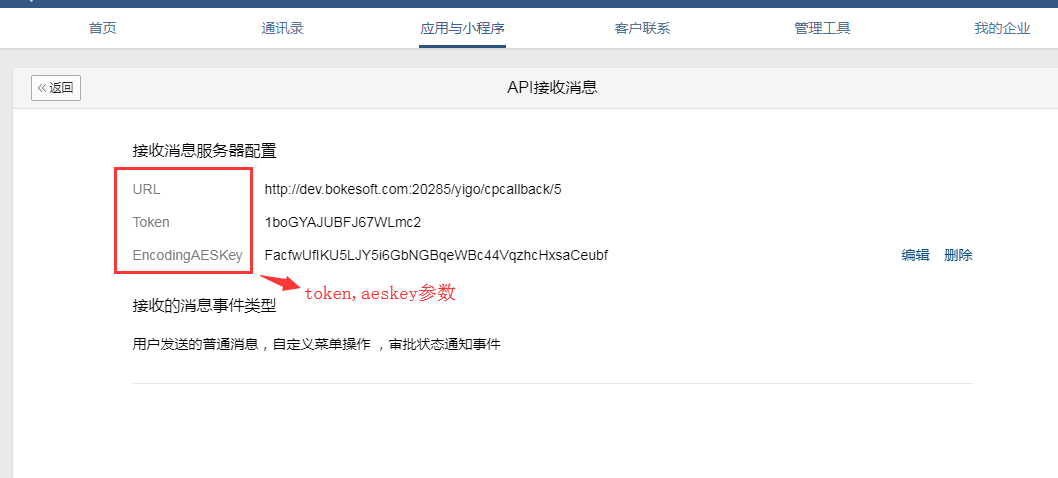 首页 通讯录 应用与小程序 客户联系 管理工具 我的企业
返回 API接收消息
接收消息服务器配置
URL http://dev.bokesoft.com:20285/yigo/cpcallback/5
Token 1boGYAJUBFJ67WLmc2
EncodingAESKey FacfwUfIKU5LJY5i6GbNGBqeWBc44VqzhcHxsaCeubf 编辑 删除
token,aeskey参数
接收的消息事件类型
用户发送的普通消息，自定义菜单操作 ，审批状态通知事件